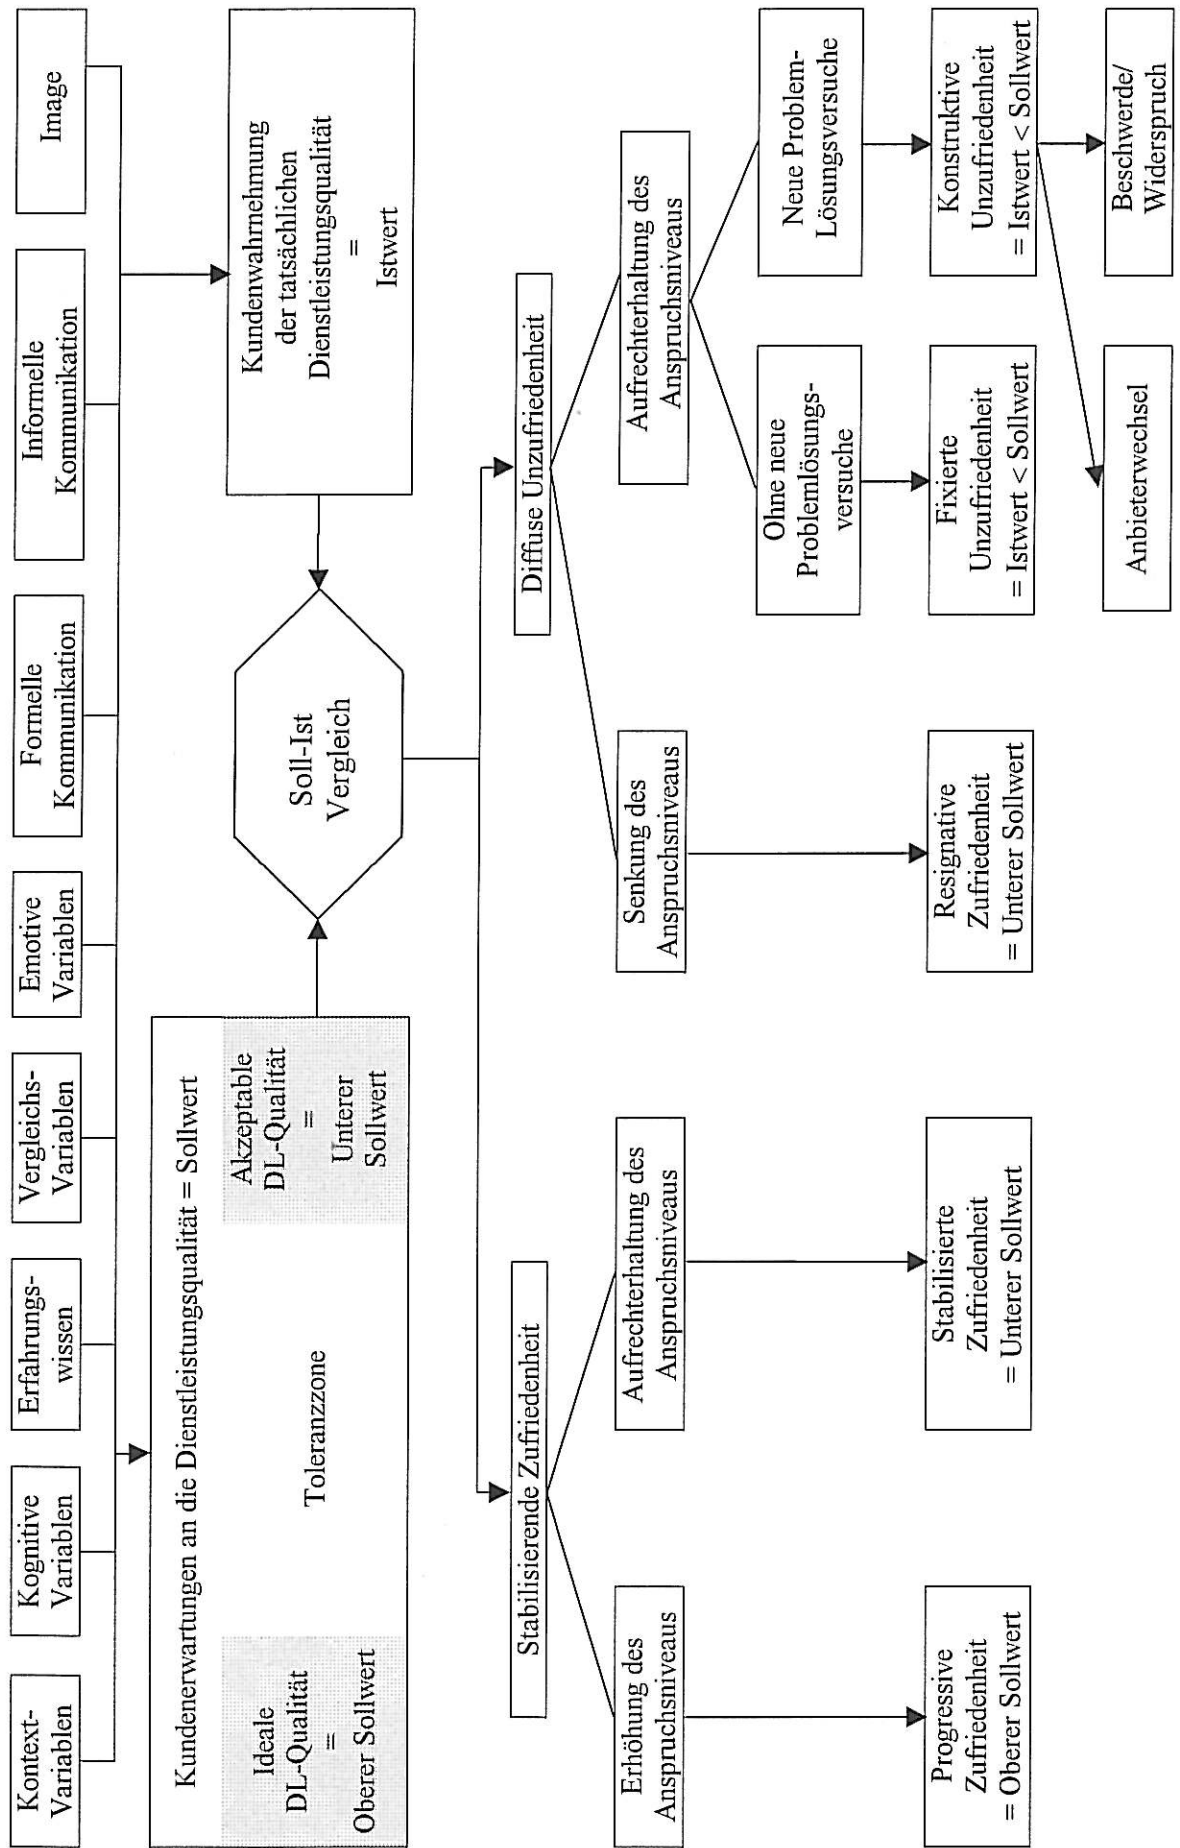 Kontext-
Variablen
Kognitive
Variablen
Erfahrungs-
wissen
Vergleichs-
Variablen
Emotive
Variablen
Formelle
Kommunikation
Informelle
Kommunikation
Image
Kundenerwartungen an die Dienstleistungsqualität = Sollwert
Ideale
DL-Qualität
=
Oberer Sollwert
Toleranzzone
Akzeptable
DL-Qualität
=
Unterer
Sollwert
Soll-Ist
Vergleich
Kundenwahrnehmung
der tatsächlichen
Dienstleistungsqualität
=
Istwert
Stabilisierende Zufriedenheit
Diffuse Unzufriedenheit
Erhöhung des
Anspruchsniveaus
Aufrechterhaltung des
Anspruchsniveaus
Senkung des
Anspruchsniveaus
Aufrechterhaltung des
Anspruchsniveaus
Ohne neue
Problemlösungs-
versuche
Neue Problem-
Lösungsversuche
Progressive
Zufriedenheit
= Oberer Sollwert
Stabilisierte
Zufriedenheit
= Unterer Sollwert
Resignative
Zufriedenheit
= Unterer Sollwert
Fixierte
Unzufriedenheit
= Istwert < Sollwert
Konstruktive
Unzufriedenheit
= Istwert < Sollwert
Anbieterwechsel
Beschwerde/
Widerspruch